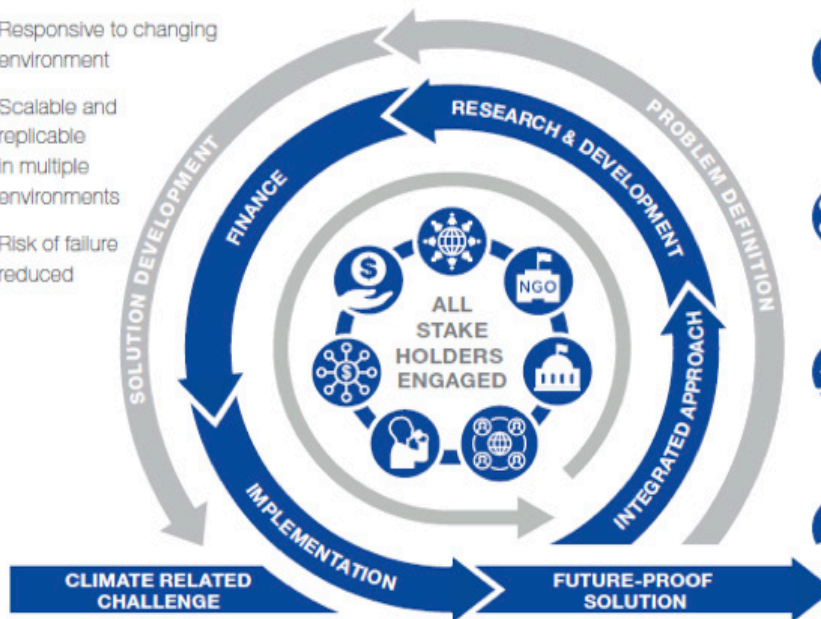 Responsive to changing
environment
Scalable and
replicable
in multiple
environments
Risk of failure
reduced
SOLUTION DEVELOPMENT
PROBLEM DEFINITION
RESEARCH & DEVELOPMENT
FINANCE
NGO
ALL
STAKE
HOLDERS
ENGAGED
INTEGRATED APPROACH
IMPLEMENTATION
CLIMATE RELATED
CHALLENGE
FUTURE-PROOF
SOLUTION